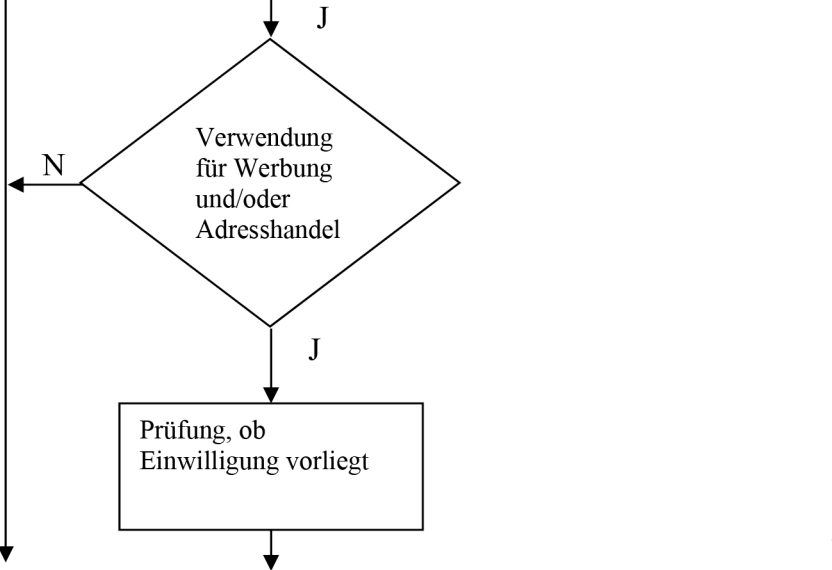 J
Verwendung
für Werbung
und/oder
Adresshandel
N
J
Prüfung, ob
Einwilligung vorliegt